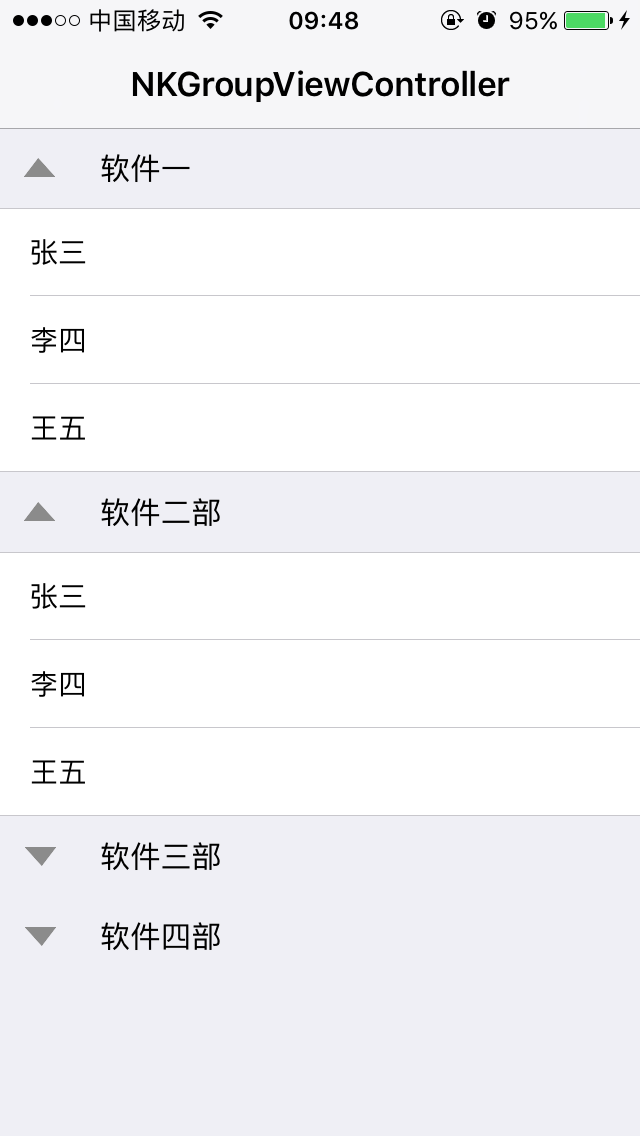 中国移动 09:48 95%
NKGroupViewController
软件一
张三
李四
王五
软件二部
张三
李四
王五
软件三部
软件四部